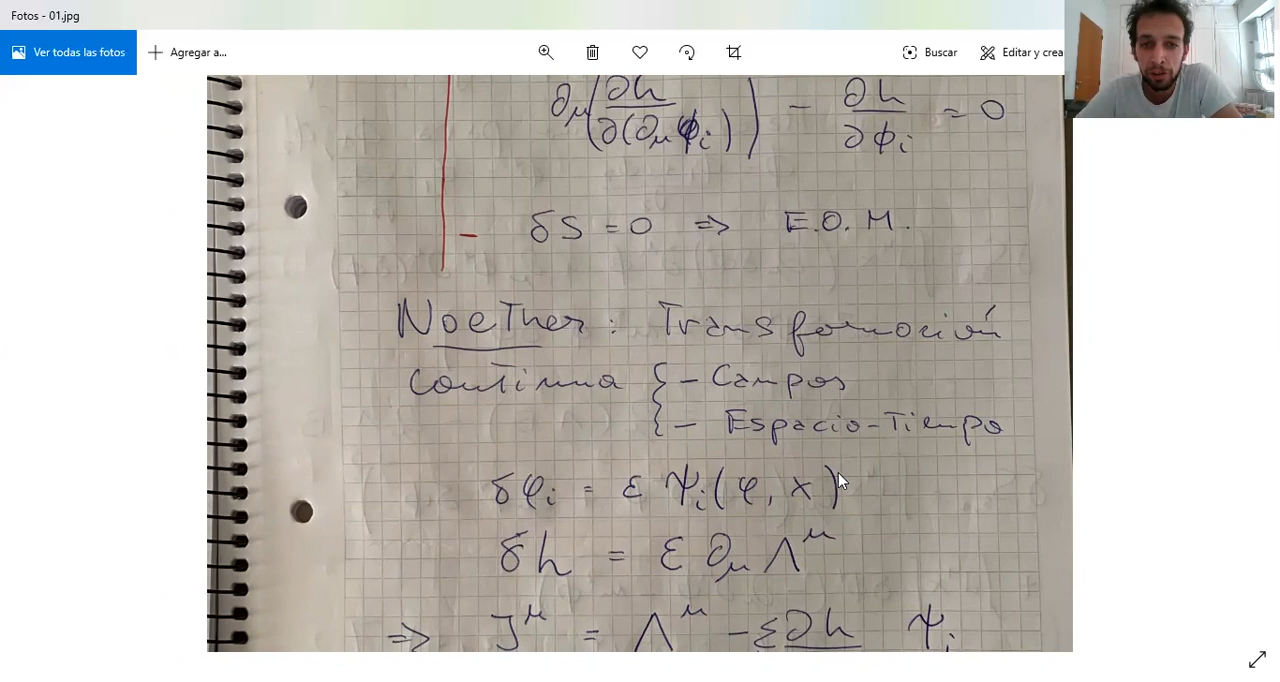 Fotos - 01.jpg
Ver todas las fotos
Agregar a...
Buscar
Editar y crea
∂μ(∂h/∂(∂μϕi)) - ∂h/∂ϕi = 0
- δS = 0 => E.O.M.
Noether: Transformación
continua { - Campos
- Espacio-Tiempo
δφi = ε ψi(φ, x)
δh = ε ∂μ Λ^μ
=> J^μ = Λ^μ - Σ ∂h ψi